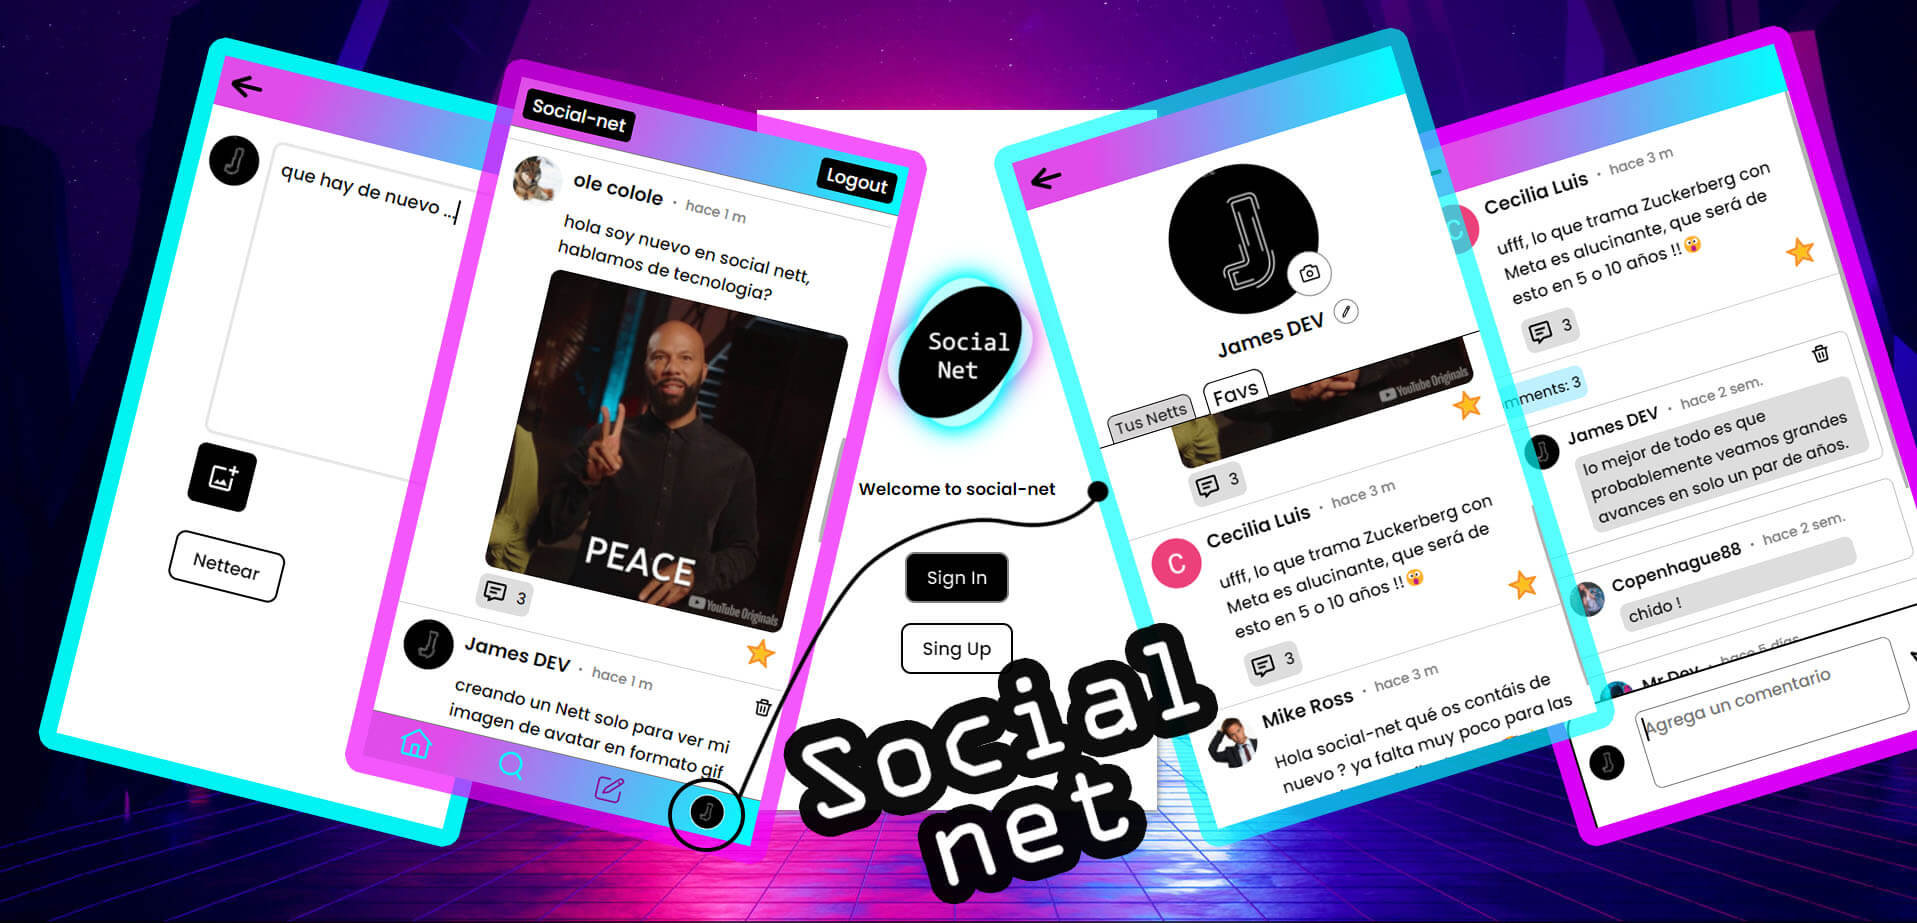 que hay de nuevo ...
Nettear
Social-net
Logout
ole colole · hace 1 m
hola soy nuevo en social nett,
hablamos de tecnologia?
PEACE
YouTube Originals
3
James DEV · hace 1 m
creando un Nett solo para ver mi
imagen de avatar en formato gif
Social
Net
Welcome to social-net
Sign In
Sing Up
Social
net
James DEV
Tus Netts
Favs
YouTube Originals
3
C
Cecilia Luis · hace 3 m
ufff, lo que trama Zuckerberg con
Meta es alucinante, que será de
esto en 5 o 10 años !!😲
3
Mike Ross · hace 3 m
Hola social-net qué os contáis de
nuevo ? ya falta muy poco para las
C
Cecilia Luis · hace 3 m
ufff, lo que trama Zuckerberg con
Meta es alucinante, que será de
esto en 5 o 10 años !!😲
3
mments: 3
James DEV · hace 2 sem.
lo mejor de todo es que
probablemente veamos grandes
avances en solo un par de años.
Copenhague88 · hace 2 sem.
chido !
Mr Dev · hace 5 dias
Agrega un comentario